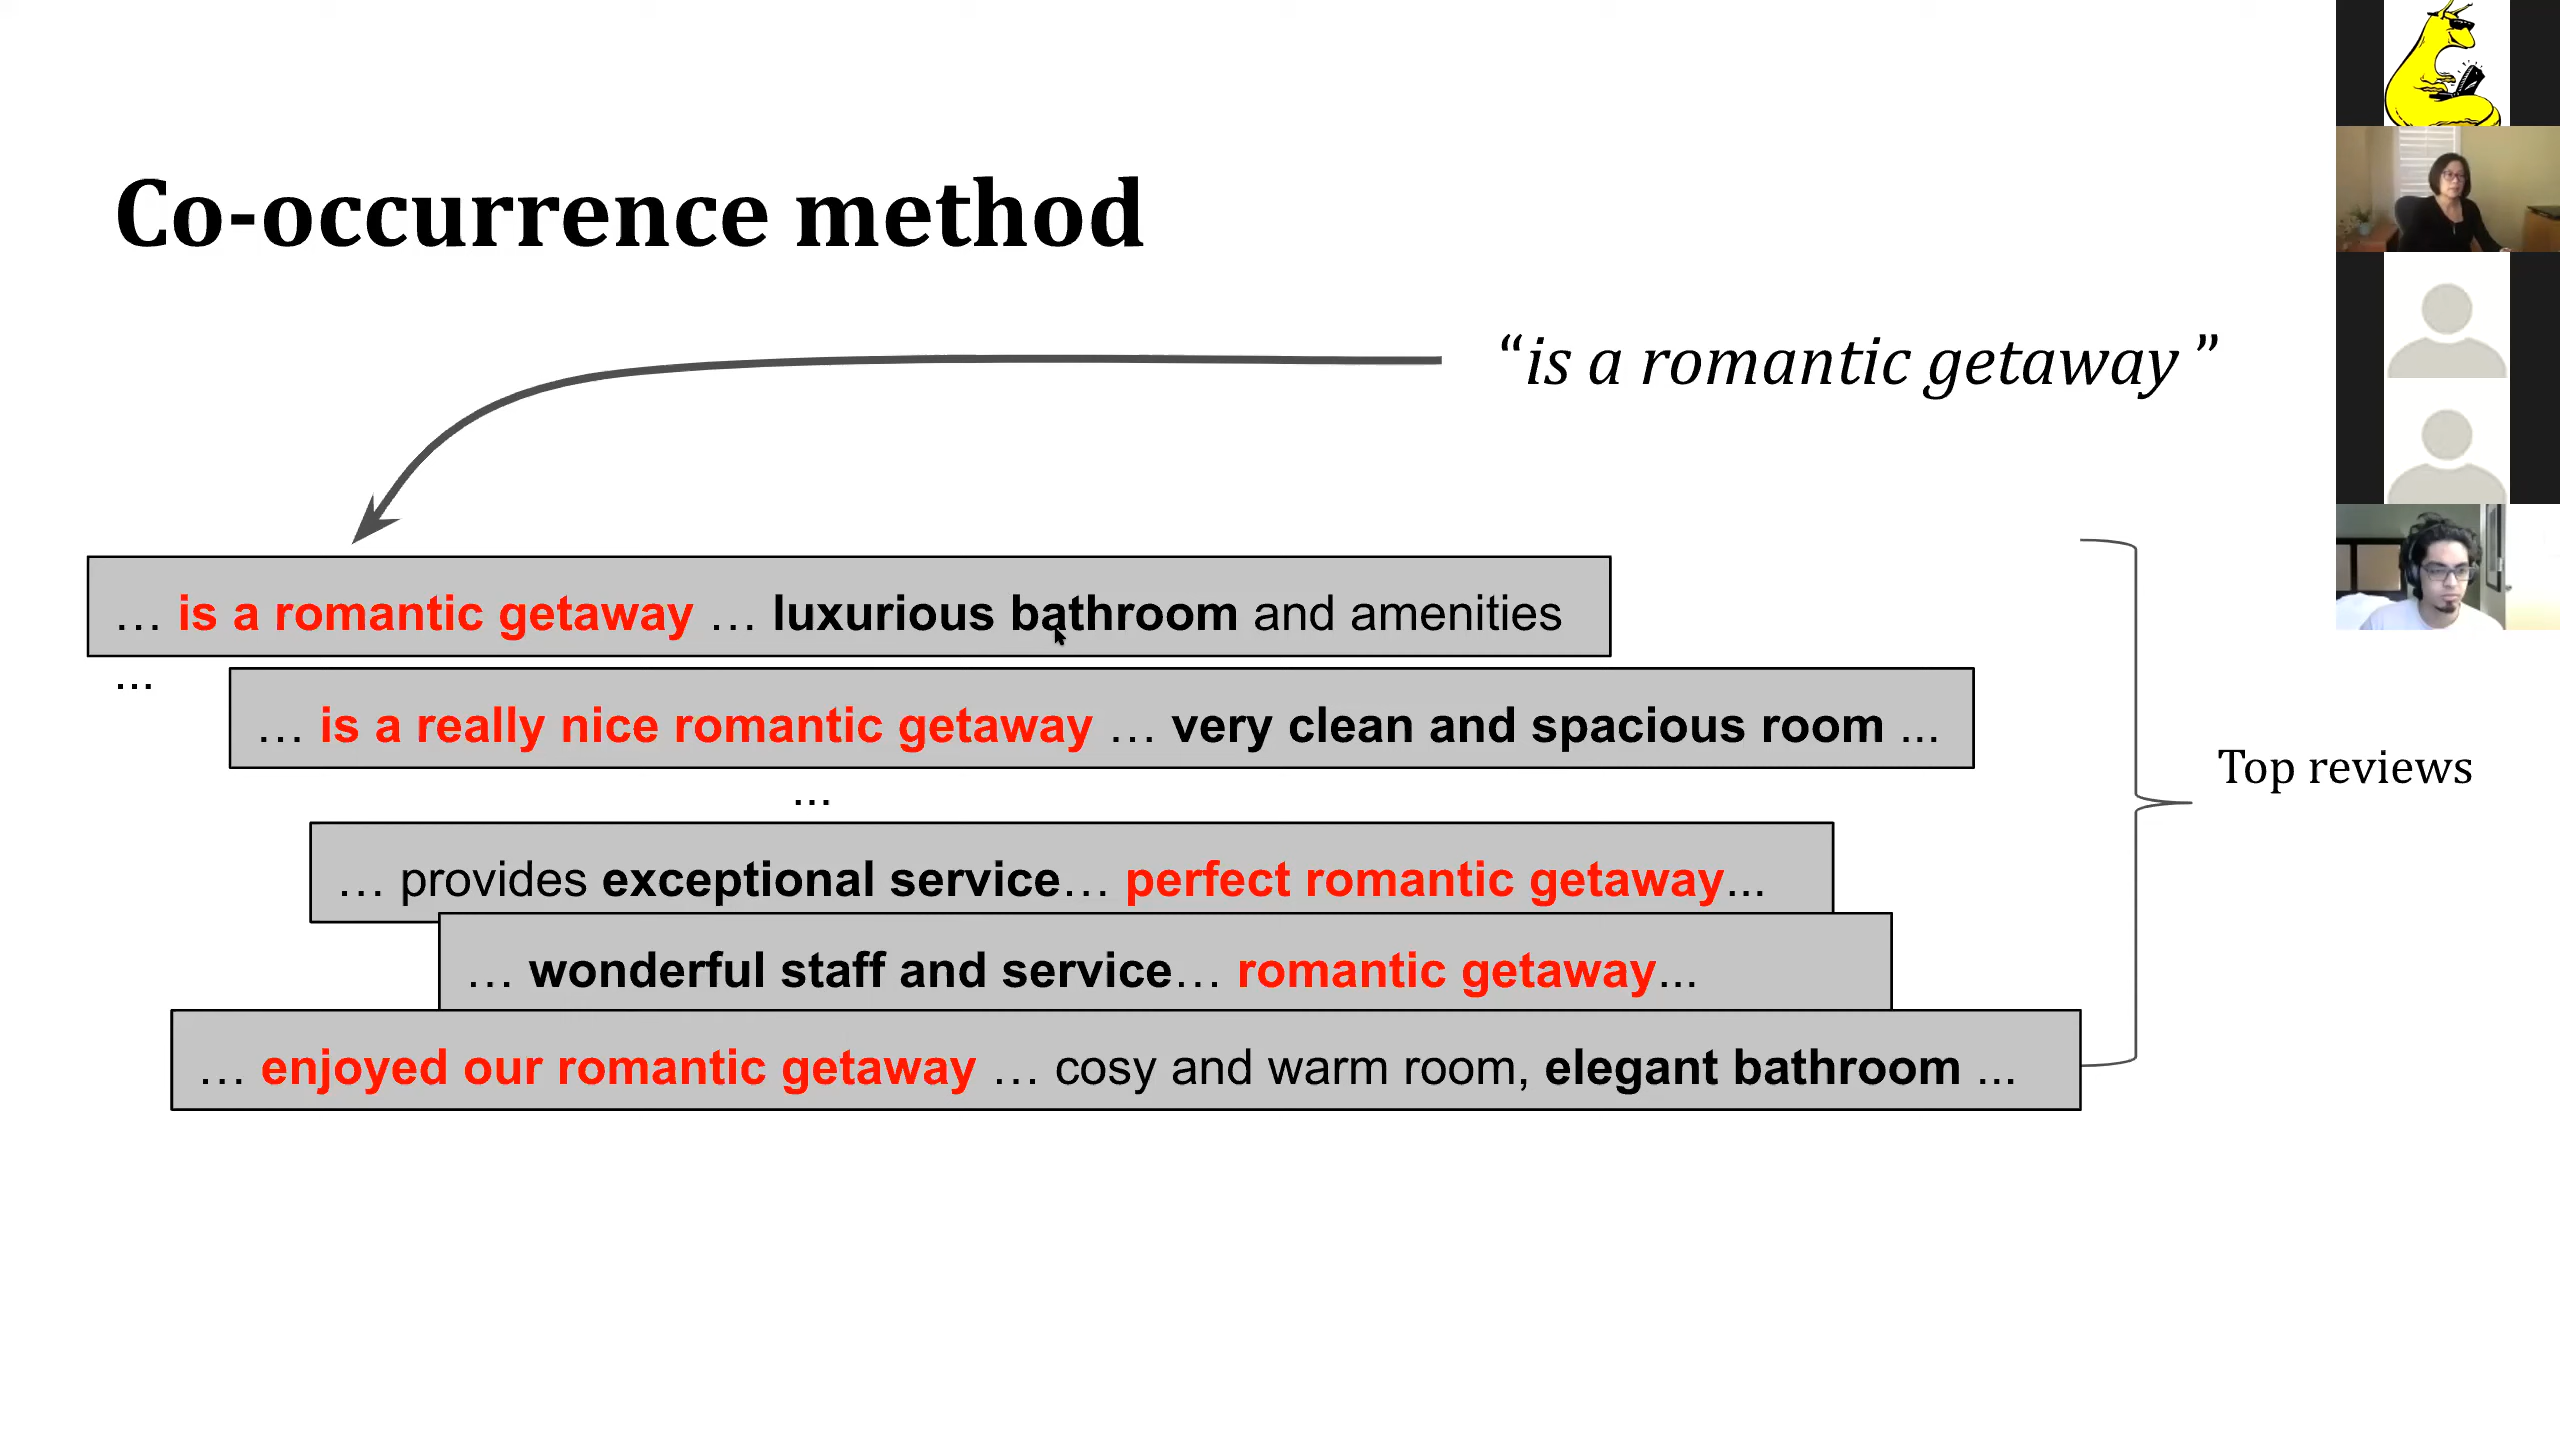 Co-occurrence method
“is a romantic getaway ”
… is a romantic getaway … luxurious bathroom and amenities
...
… is a really nice romantic getaway … very clean and spacious room ...
Top reviews
...
… provides exceptional service… perfect romantic getaway...
… wonderful staff and service… romantic getaway...
… enjoyed our romantic getaway … cosy and warm room, elegant bathroom ...